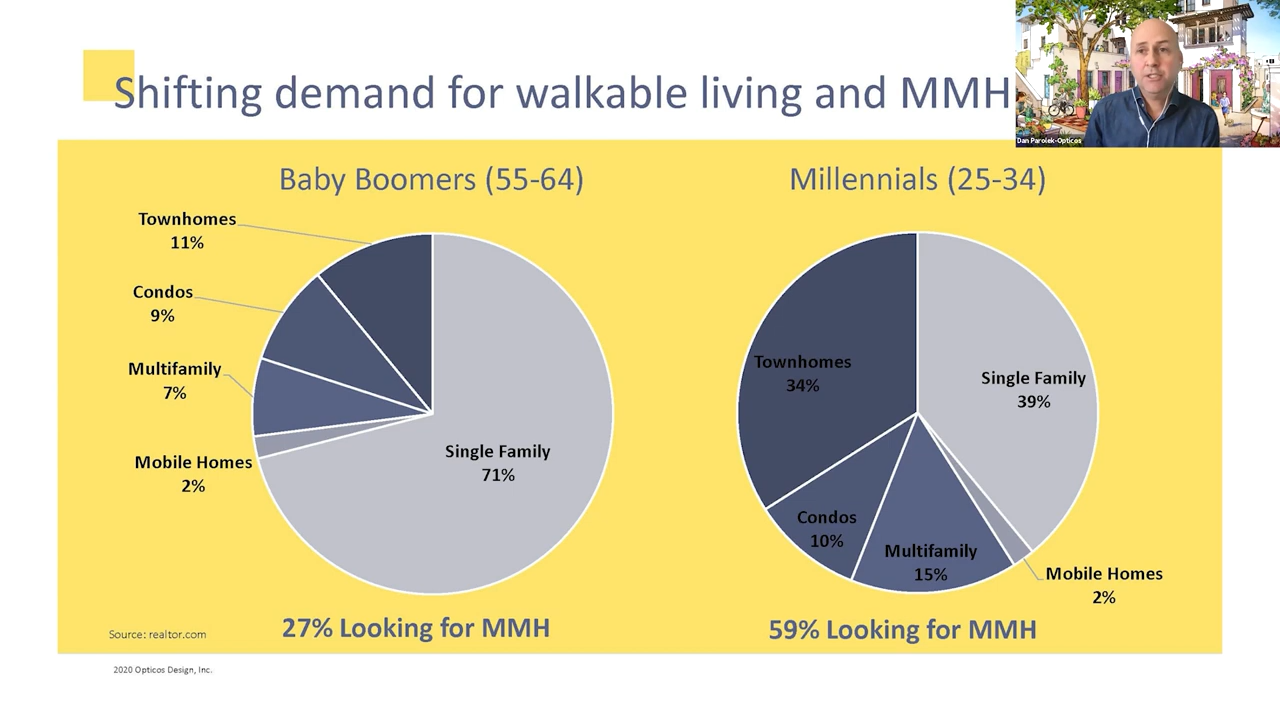 Shifting demand for walkable living and MMH
Dan Parolek-Opticos
Baby Boomers (55-64)
Townhomes
11%
Condos
9%
Multifamily
7%
Mobile Homes
2%
Single Family
71%
27% Looking for MMH
Millennials (25-34)
Townhomes
34%
Single Family
39%
Condos
10%
Multifamily
15%
Mobile Homes
2%
59% Looking for MMH
Source: realtor.com
2020 Opticos Design, Inc.